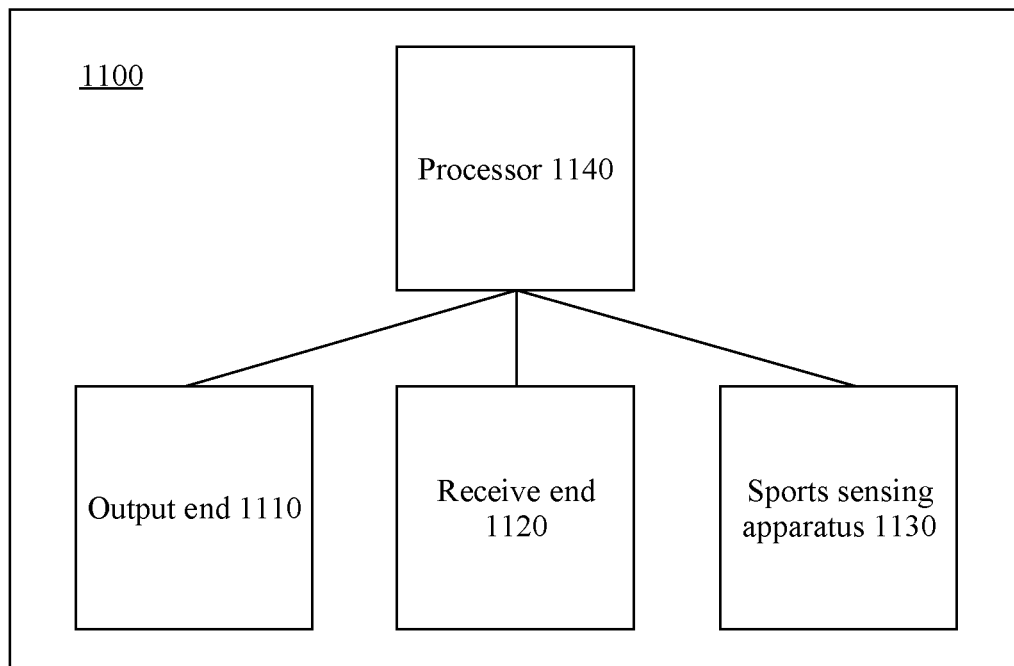 1100
Processor 1140
Output end 1110
Receive end
1120
Sports sensing
apparatus 1130